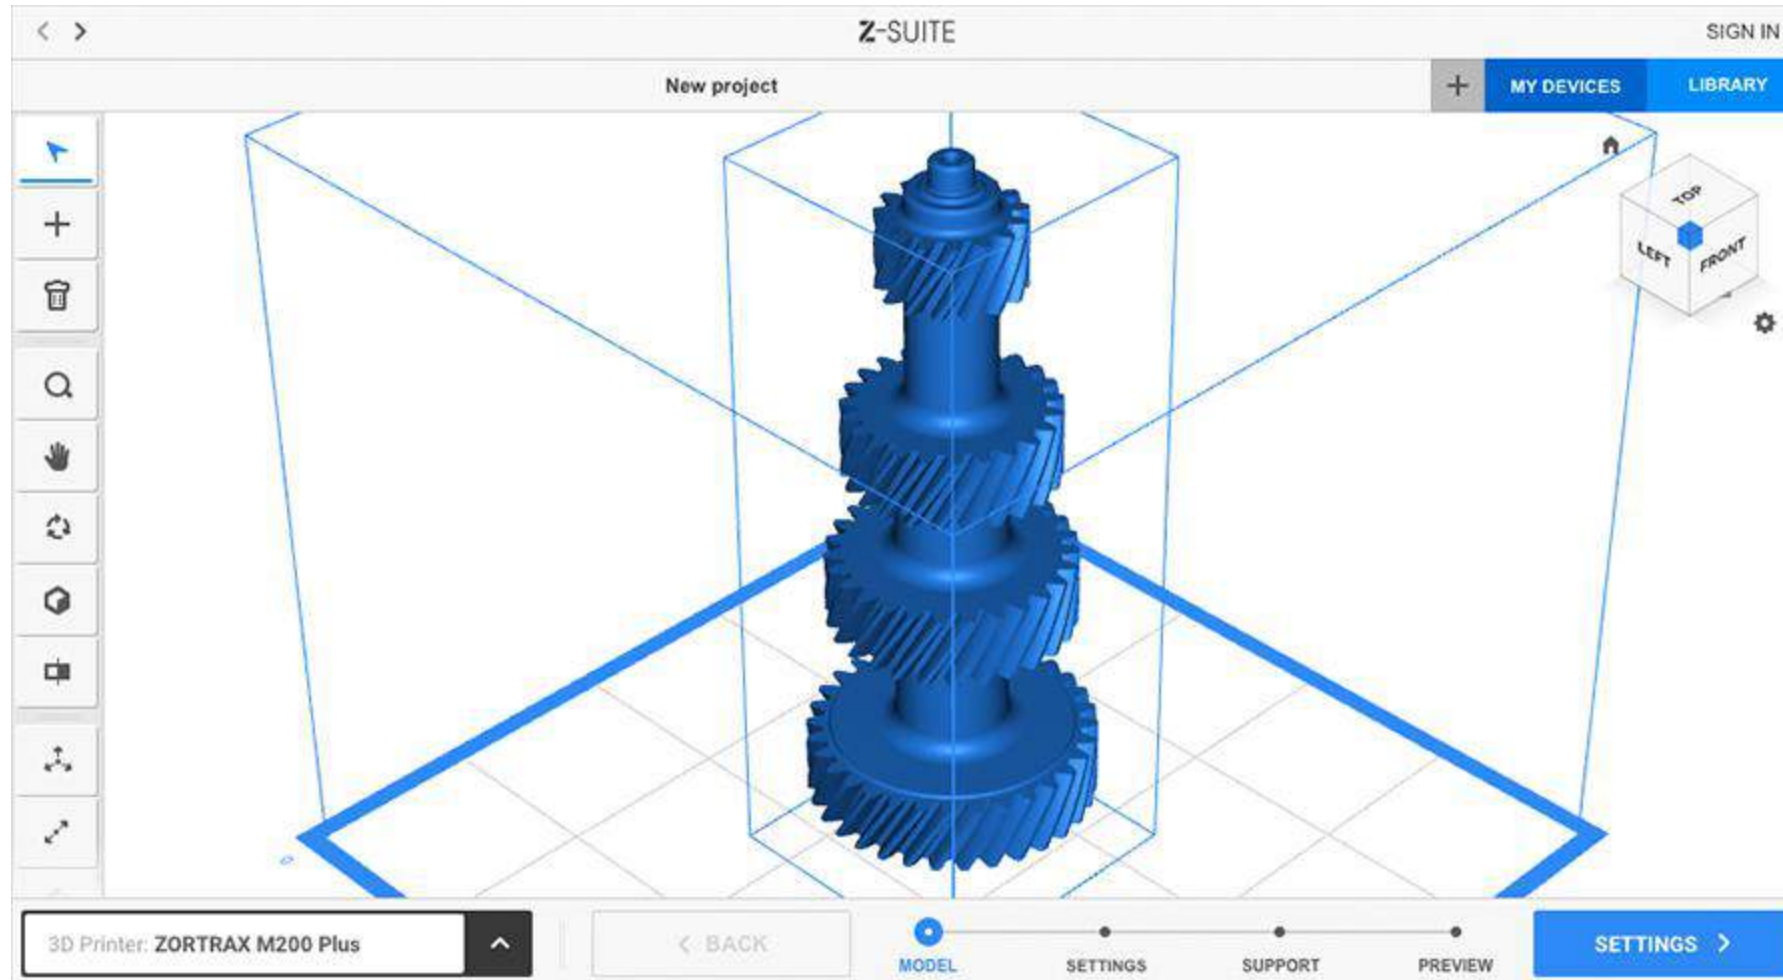 Z-SUITE
SIGN IN
New project
MY DEVICES
LIBRARY
TOP
LEFT
FRONT
3D Printer: ZORTRAX M200 Plus
BACK
MODEL
SETTINGS
SUPPORT
PREVIEW
SETTINGS